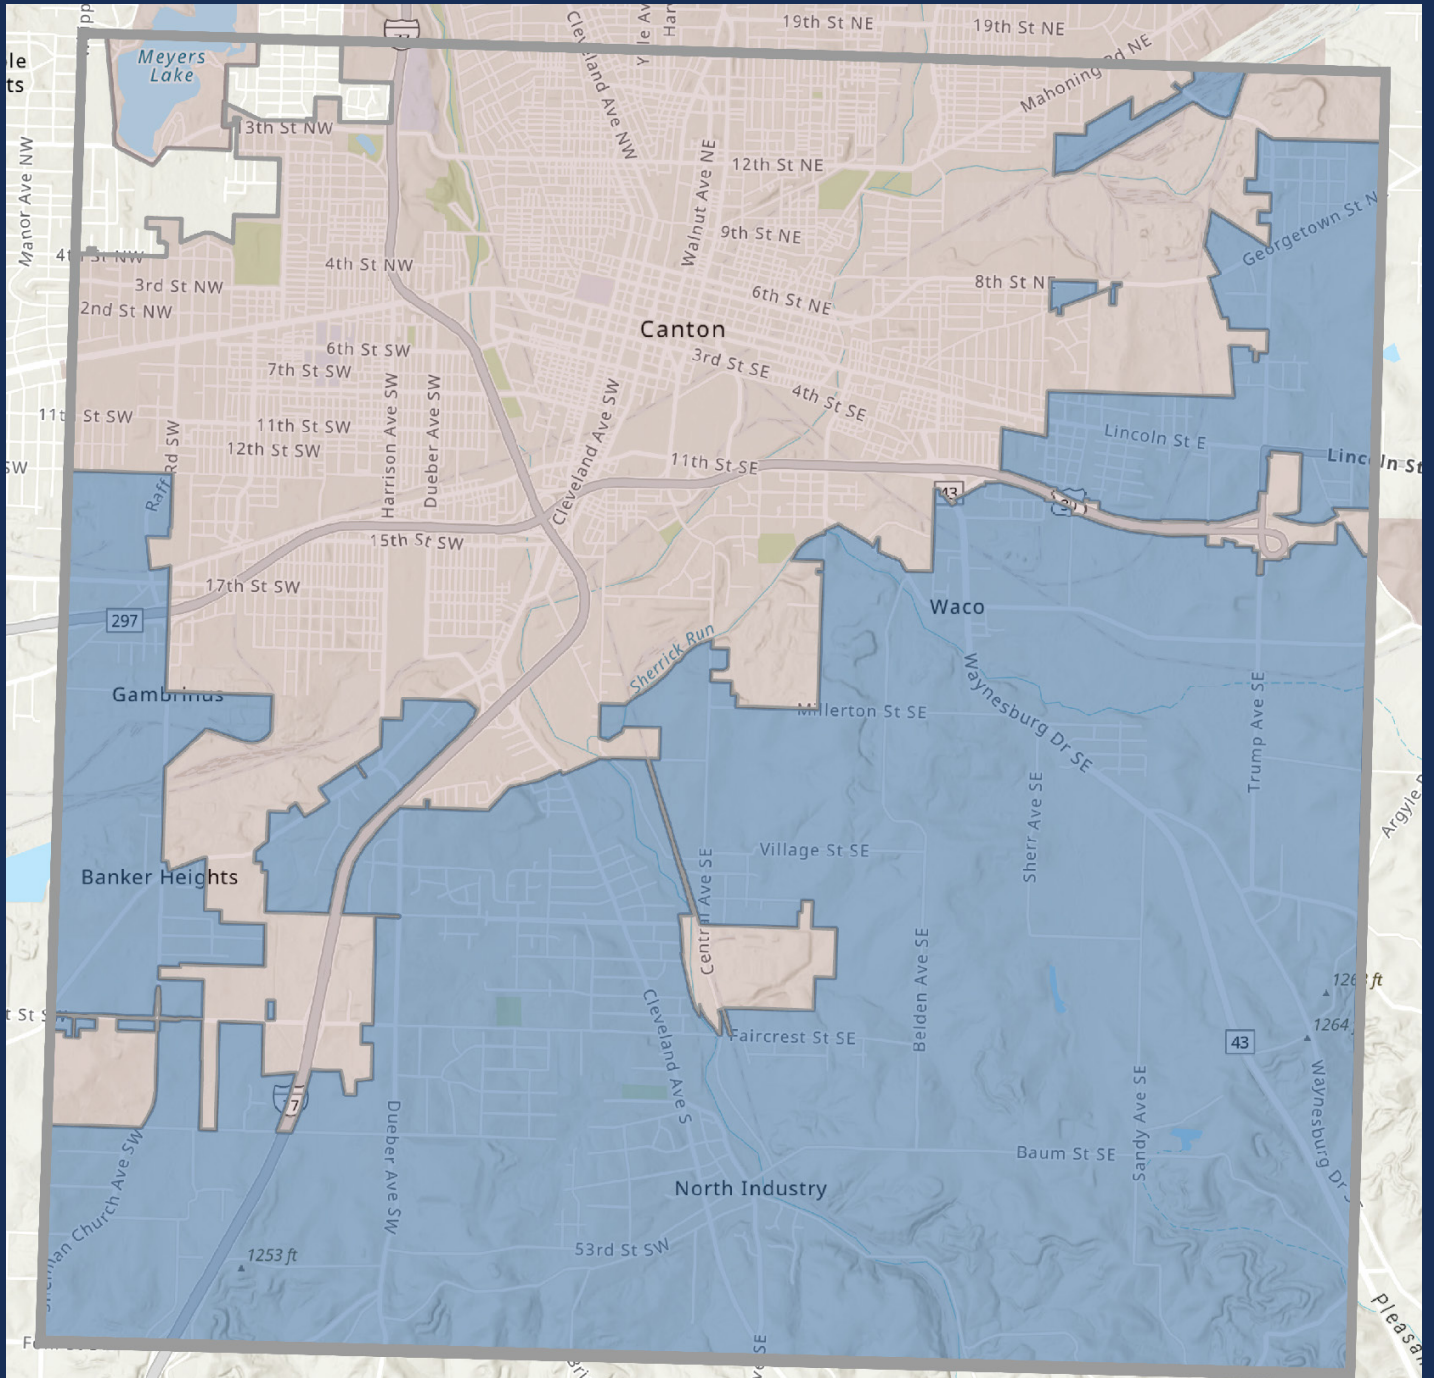 19th St NE
19th St NE
Cleveland Ave NW
Mahoning Rd NE
Meyers
Lake
ts
13th St NW
12th St NE
Walnut Ave NE
Manor Ave NW
9th St NE
Georgetown St N
4th St NW
4th St NW
3rd St NW
8th St NE
6th St NE
2nd St NW
Canton
6th St SW
3rd St SE
7th St SW
4th St SE
Harrison Ave SW
Dueber Ave SW
Cleveland Ave SW
11th St SW
11th St SW
12th St SW
Raff Rd SW
Lincoln St E
Lincoln St
SW
11th St SE
43
30
15th St SW
17th St SW
297
Waco
Sherrick Run
Gambrinus
Millerton St SE
Waynesburg Dr SE
Trump Ave SE
Sherr Ave SE
Village St SE
Banker Heights
Central Ave SE
Belden Ave SE
Cleveland Ave S
1264
Faircrest St SE
43
Sandy Ave SE
Waynesburg Dr
Dueber Ave SW
Baum St SE
North Industry
53rd St SW
1253 ft